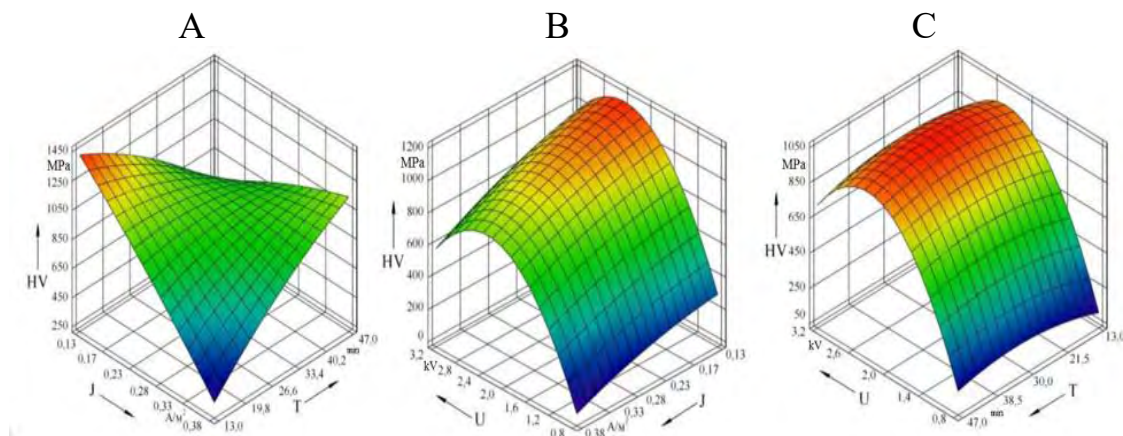 A
B
C
1450
MPa
1250
1050
850
HV
650
450
250
0,13
0,17
0,23
J
0,28
0,33
A/м²
0,38
13,0
19,8
26,6
T
33,4
40,2
min
47,0
1200
MPa
1000
800
HV
600
400
200
0
3,2
kV
2,8
2,4
2,0
U
1,6
1,2
0,8
0,38
A/м²
0,33
0,28
J
0,23
0,17
0,13
1050
MPa
850
650
HV
450
250
50
3,2
kV
2,6
2,0
U
1,4
0,8
47,0
min
38,5
30,0
T
21,5
13,0